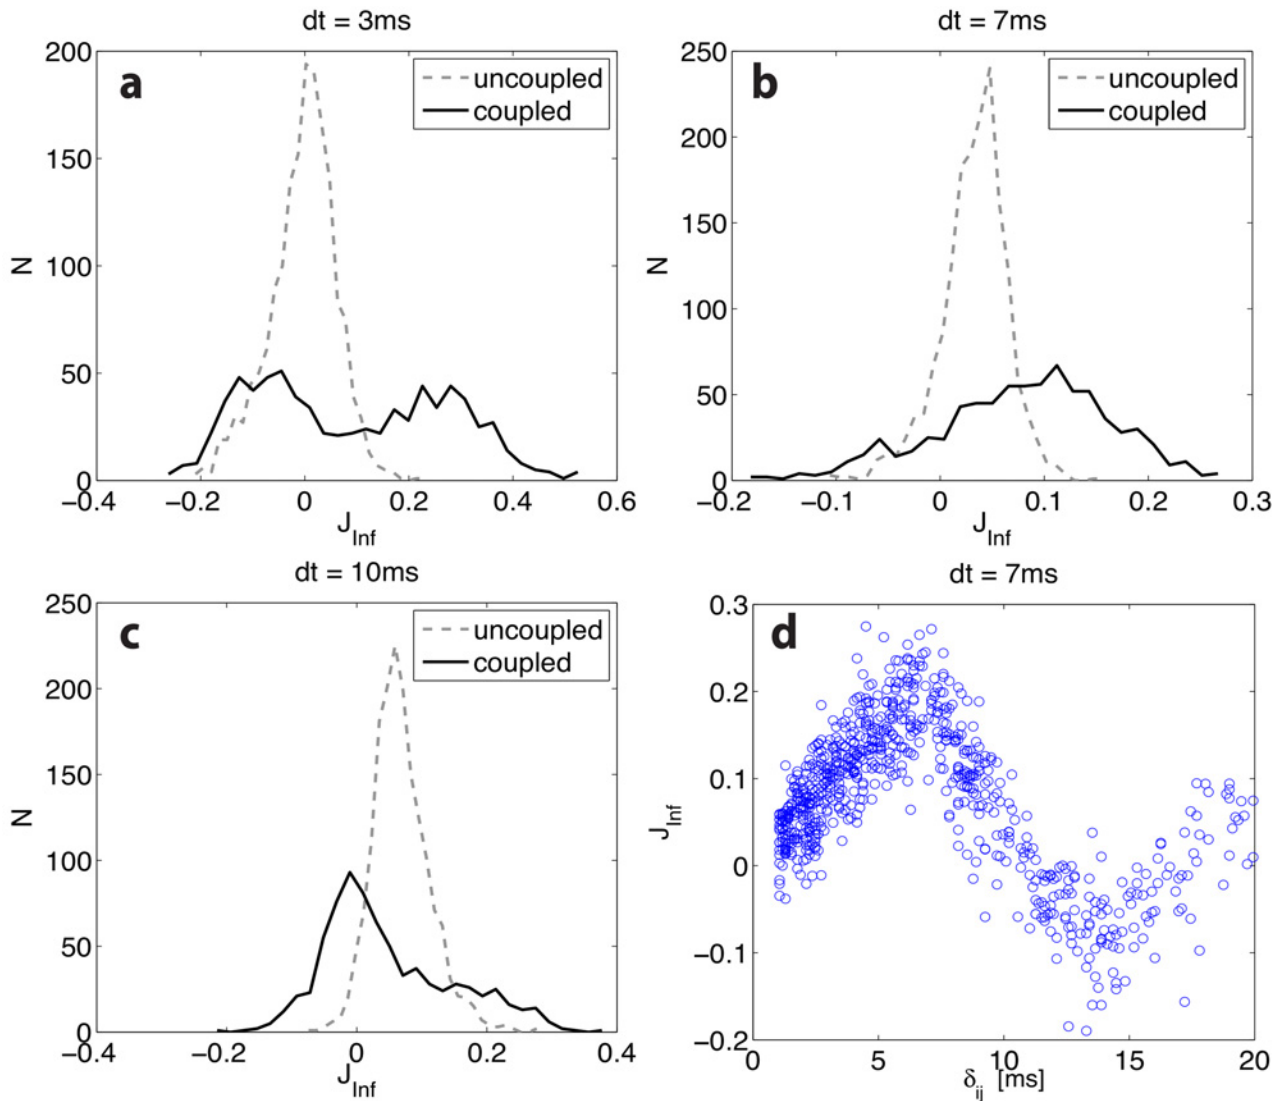 dt = 3ms
a
uncoupled
coupled
200
150
100
50
0
N
−0.4
−0.2
0
0.2
0.4
0.6
J_Inf
dt = 7ms
b
uncoupled
coupled
250
200
150
100
50
0
N
−0.2
−0.1
0
0.1
0.2
0.3
J_Inf
dt = 10ms
c
uncoupled
coupled
250
200
150
100
50
0
N
−0.4
−0.2
0
0.2
0.4
J_Inf
dt = 7ms
d
0.3
0.2
0.1
0
−0.1
−0.2
J_Inf
0
5
10
15
20
δ_ij [ms]